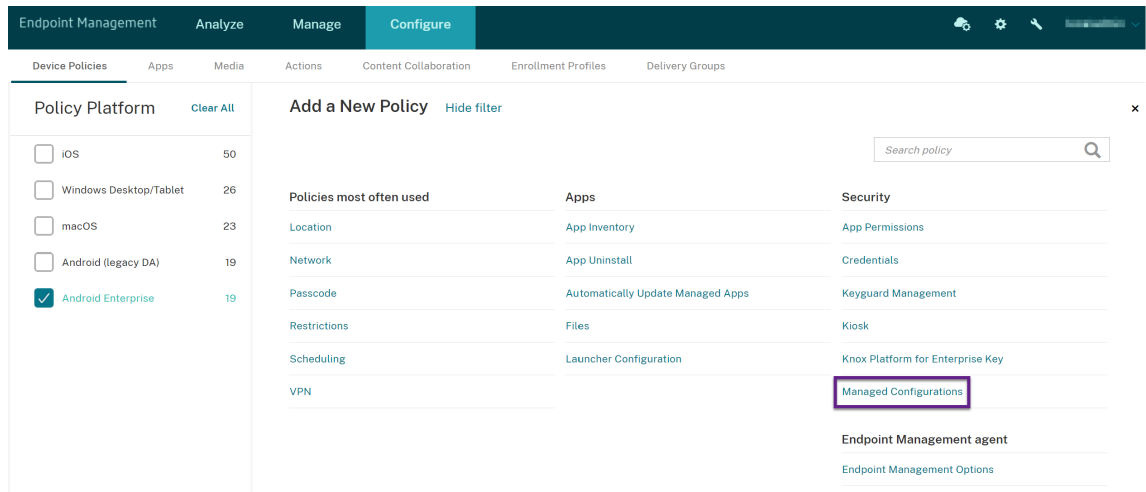 Endpoint Management Analyze Manage Configure
Device Policies Apps Media Actions Content Collaboration Enrollment Profiles Delivery Groups
Policy Platform Clear All
iOS 50
Windows Desktop/Tablet 26
macOS 23
Android (legacy DA) 19
Android Enterprise 19
Add a New Policy Hide filter
Search policy
Policies most often used
Location
Network
Passcode
Restrictions
Scheduling
VPN
Apps
App Inventory
App Uninstall
Automatically Update Managed Apps
Files
Launcher Configuration
Security
App Permissions
Credentials
Keyguard Management
Kiosk
Knox Platform for Enterprise Key
Managed Configurations
Endpoint Management agent
Endpoint Management Options